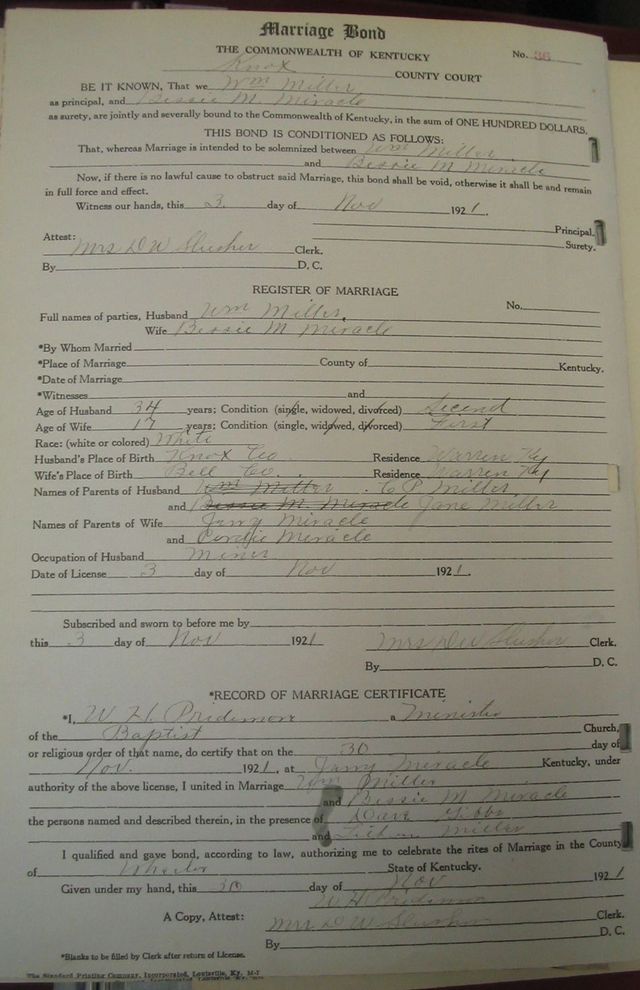 Marriage Bond
THE COMMONWEALTH OF KENTUCKY No. 36
Knox COUNTY COURT
BE IT KNOWN, That we Wm Miller
as principal, and Bessie M. Miracle
as surety, are jointly and severally bound to the Commonwealth of Kentucky, in the sum of ONE HUNDRED DOLLARS.
THIS BOND IS CONDITIONED AS FOLLOWS:
That, whereas Marriage is intended to be solemnized between Wm Miller
and Bessie M Miracle
Now, if there is no lawful cause to obstruct said Marriage, this bond shall be void, otherwise it shall be and remain
in full force and effect.
Witness our hands, this 3 day of Nov 1921.
Principal.
Surety.
Attest:
Mrs D W Slusher Clerk.
By D. C.
REGISTER OF MARRIAGE
Full names of parties, Husband Wm Miller, No.
Wife Bessie M Miracle
*By Whom Married
*Place of Marriage County of Kentucky.
*Date of Marriage
*Witnesses and
Age of Husband 34 years; Condition (single, widowed, divorced) Second
Age of Wife 17 years; Condition (single, widowed, divorced) First
Race: (white or colored) White
Husband's Place of Birth Knox Co Residence Warren Ky
Wife's Place of Birth Bell Co. Residence Warren Ky
Names of Parents of Husband Wm Miller C P Miller
and Bessie M. Miracle Jane Miller
Names of Parents of Wife Jarry Miracle
and Miracle
Occupation of Husband Miner
Date of License 3 day of Nov 1921.
Subscribed and sworn to before me by
this 3 day of Nov 1921 Mrs D W Slusher Clerk.
By D. C.
*RECORD OF MARRIAGE CERTIFICATE
*I, W. H. Pridemore a Minister
of the Baptist Church,
or religious order of that name, do certify that on the 30 day of
Nov. 1921, at Jarry Miracle Kentucky, under
authority of the above license, I united in Marriage Wm Miller
and Bessie M. Miracle
the persons named and described therein, in the presence of
and Miller
I qualified and gave bond, according to law, authorizing me to celebrate the rites of Marriage in the County
of State of Kentucky.
Given under my hand, this 30 day of Nov 1921
W H Pridemore
A Copy, Attest: Mrs D W Slusher Clerk.
By D. C.
*Blanks to be filled by Clerk after return of License.
The Standard Printing Company, Incorporated, Louisville, Ky. M-J